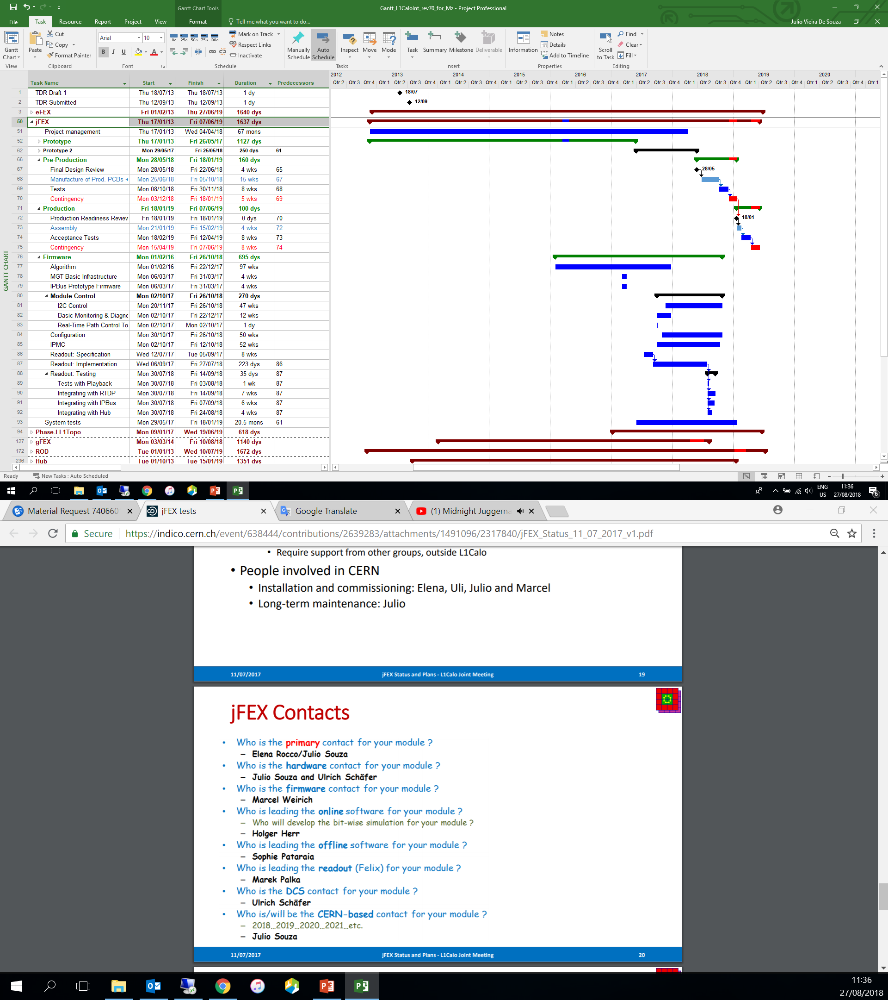 Gantt Chart Tools
Gantt_L1CaloInt_rev70_for_Mz - Project Professional
File Task Resource Report Project View Format Tell me what you want to do... Julio Vieira De Souza
Gantt Chart
View
Paste
Cut
Copy
Format Painter
Clipboard
Arial 10
B I U A
Font
0% 25% 50% 75% 100%
Mark on Track
Respect Links
Inactivate
Schedule
Manually Schedule
Auto Schedule
Inspect Move Mode
Tasks
Task Summary Milestone Deliverable
Insert
Information
Notes
Details
Add to Timeline
Properties
Scroll to Task
Find
Clear
Fill
Editing
2012 2013 2014 2015 2016 2017 2018 2019 2020
Qtr 2 Qtr 3 Qtr 4 Qtr 1 Qtr 2 Qtr 3 Qtr 4 Qtr 1 Qtr 2 Qtr 3 Qtr 4 Qtr 1 Qtr 2 Qtr 3 Qtr 4 Qtr 1 Qtr 2 Qtr 3 Qtr 4 Qtr 1 Qtr 2 Qtr 3 Qtr 4 Qtr 1 Qtr 2 Qtr 3 Qtr 4 Qtr 1 Qtr 2 Qtr 3 Qtr 4 Qtr 1 Qtr 2 Qtr 3 Qtr 4 Qtr 1
Task Name Start Finish Duration Predecessors
1 TDR Draft 1 Thu 18/07/13 Thu 18/07/13 1 dy 18/07
2 TDR Submitted Thu 12/09/13 Thu 12/09/13 1 dy 12/09
3 eFEX Fri 01/02/13 Thu 27/06/19 1640 dys
50 jFEX Thu 17/01/13 Fri 07/06/19 1637 dys
51 Project management Thu 17/01/13 Wed 04/04/18 67 mons
52 Prototype Thu 17/01/13 Fri 26/05/17 1127 dys
62 Prototype 2 Mon 29/05/17 Fri 25/05/18 250 dys 61
66 Pre-Production Mon 28/05/18 Fri 18/01/19 160 dys
67 Final Design Review Mon 28/05/18 Fri 22/06/18 4 wks 65 28/05
68 Manufacture of Prod. PCBs + Mon 25/06/18 Fri 05/10/18 15 wks 67
69 Tests Mon 08/10/18 Fri 30/11/18 8 wks 68
70 Contingency Mon 03/12/18 Fri 18/01/19 5 wks 69
71 Production Fri 18/01/19 Fri 07/06/19 100 dys
72 Production Readiness Review Fri 18/01/19 Fri 18/01/19 0 dys 70 18/01
73 Assembly Mon 21/01/19 Fri 15/02/19 4 wks 72
74 Acceptance Tests Mon 18/02/19 Fri 12/04/19 8 wks 73
75 Contingency Mon 15/04/19 Fri 07/06/19 8 wks 74
76 Firmware Mon 01/02/16 Fri 26/10/18 695 dys
77 Algorithm Mon 01/02/16 Fri 22/12/17 97 wks
78 MGT Basic Infrastructure Mon 06/03/17 Fri 31/03/17 4 wks
79 IPBus Prototype Firmware Mon 06/03/17 Fri 31/03/17 4 wks
80 Module Control Mon 02/10/17 Fri 26/10/18 270 dys
81 I2C Control Mon 20/11/17 Fri 26/10/18 47 wks
82 Basic Monitoring & Diagno Mon 02/10/17 Fri 22/12/17 12 wks
83 Real-Time Path Control To Mon 02/10/17 Mon 02/10/17 1 dy
84 Configuration Mon 30/10/17 Fri 26/10/18 50 wks
85 IPMC Mon 02/10/17 Fri 12/10/18 52 wks
86 Readout: Specification Wed 12/07/17 Tue 05/09/17 8 wks
87 Readout: Implementation Wed 06/09/17 Fri 27/07/18 223 dys 86
88 Readout: Testing Mon 30/07/18 Fri 14/09/18 35 dys 87
89 Tests with Playback Mon 30/07/18 Fri 03/08/18 1 wk 87
90 Integrating with RTDP Mon 30/07/18 Fri 14/09/18 7 wks 87
91 Integrating with IPBus Mon 30/07/18 Fri 07/09/18 6 wks 87
92 Integrating with Hub Mon 30/07/18 Fri 24/08/18 4 wks 87
93 System tests Mon 29/05/17 Fri 18/01/19 20.5 mons 61
94 Phase-I L1Topo Mon 09/01/17 Wed 19/06/19 618 dys
127 gFEX Mon 03/03/14 Fri 10/08/18 1140 dys
172 ROD Tue 01/01/13 Wed 10/07/19 1672 dys
236 Hub Tue 01/10/13 Tue 15/01/19 1351 dys
GANTT CHART
Ready New Tasks : Auto Scheduled
ENG US 11:36 27/08/2018 6
Material Request 740660 jFEX tests Google Translate (1) Midnight Juggerna
Secure https://indico.cern.ch/event/638444/contributions/2639283/attachments/1491096/2317840/jFEX_Status_11_07_2017_v1.pdf
• Require support from other groups, outside L1Calo
• People involved in CERN
• Installation and commissioning: Elena, Uli, Julio and Marcel
• Long-term maintenance: Julio
11/07/2017 jFEX Status and Plans - L1Calo Joint Meeting 19
jFEX Contacts
• Who is the primary contact for your module ?
– Elena Rocco/Julio Souza
• Who is the hardware contact for your module ?
– Julio Souza and Ulrich Schäfer
• Who is the firmware contact for your module ?
– Marcel Weirich
• Who is leading the online software for your module ?
– Who will develop the bit-wise simulation for your module ?
– Holger Herr
• Who is leading the offline software for your module ?
– Sophie Pataraia
• Who is leading the readout (Felix) for your module ?
– Marek Palka
• Who is the DCS contact for your module ?
– Ulrich Schäfer
• Who is/will be the CERN-based contact for your module ?
– 2018...2019...2020...2021...etc.
– Julio Souza
11/07/2017 jFEX Status and Plans - L1Calo Joint Meeting 20
11:36
27/08/2018